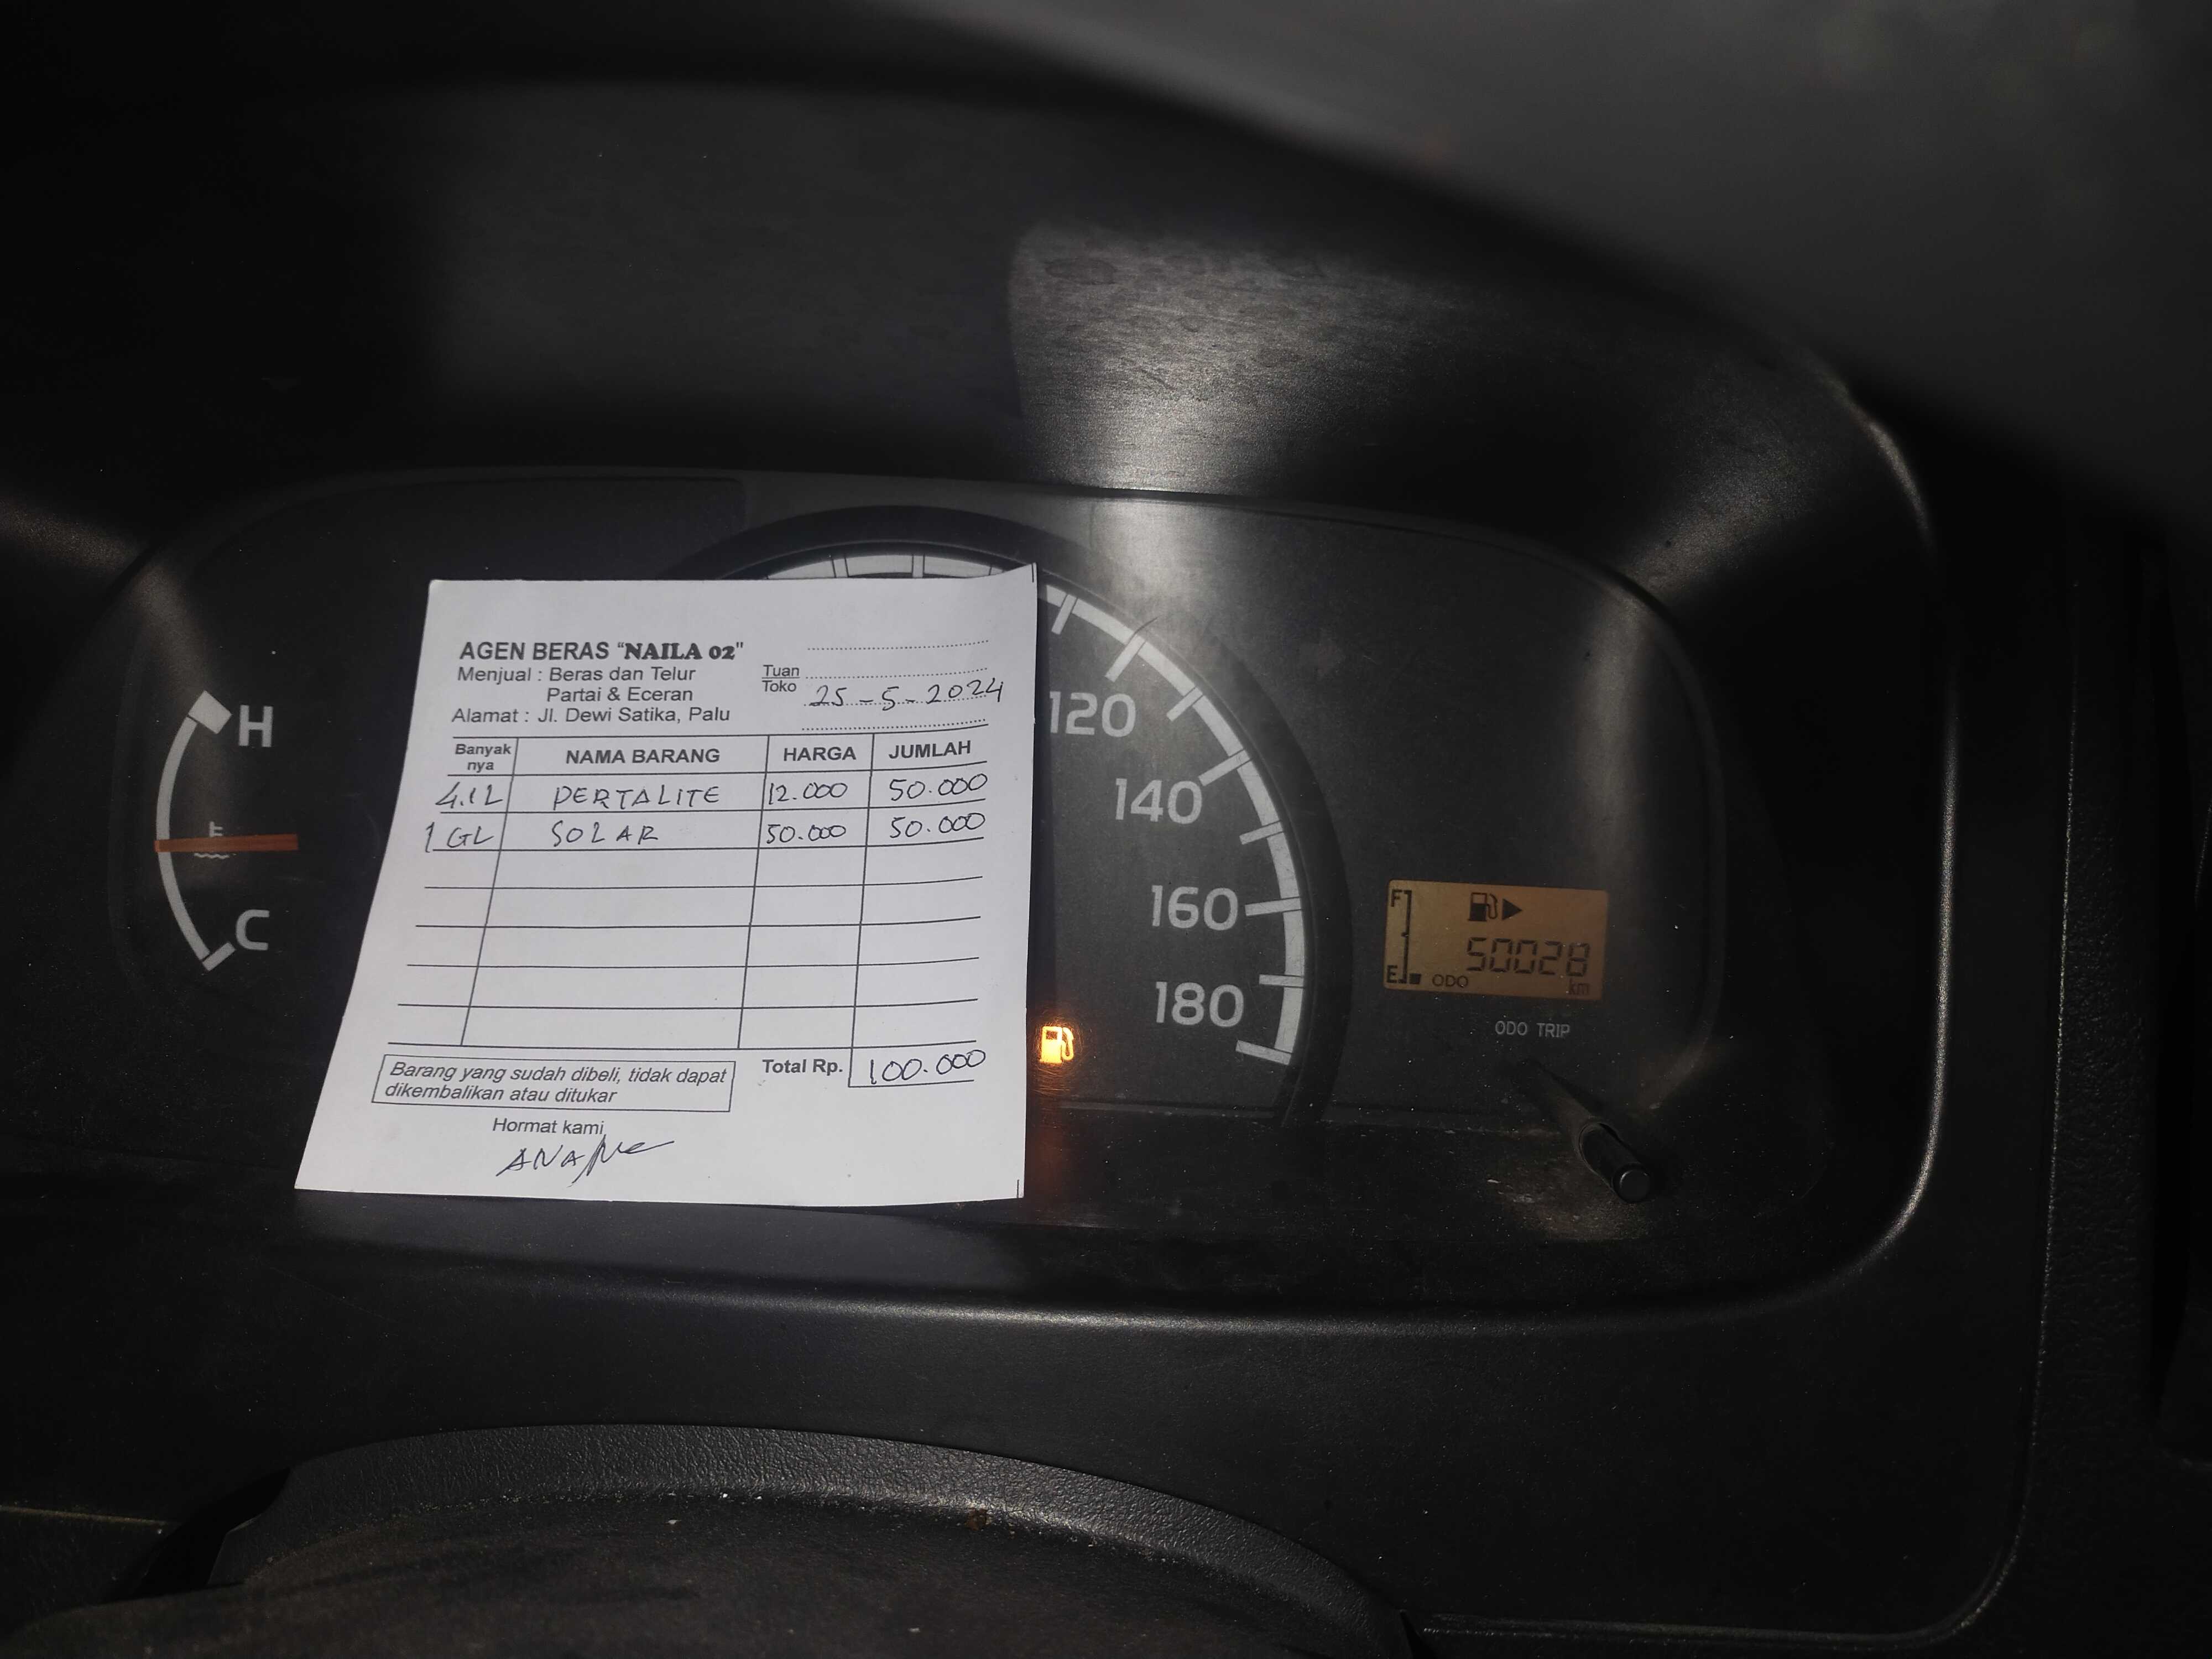 AGEN BERAS "NAILA 02"
Menjual : Beras dan Telur
Partai & Eceran
Alamat : Jl. Dewi Satika, Palu
Tuan
Toko
25-5-2024
Banyak nya NAMA BARANG HARGA JUMLAH
4.1L PERTALITE 12.000 50.000
1 GL SOLAR 50.000 50.000
Total Rp. 100.000
Barang yang sudah dibeli, tidak dapat
dikembalikan atau ditukar
Hormat kami
H
C
120
140
160
180
F
E
50028
ODO km
ODO TRIP